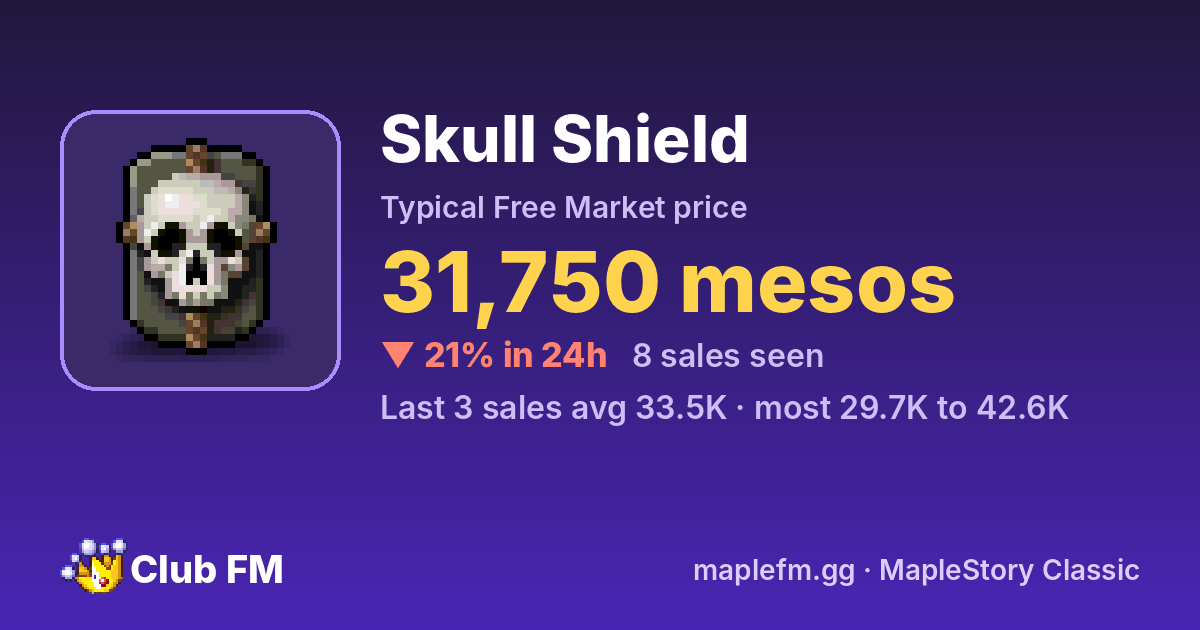 Skull Shield
Typical Free Market price
31,750 mesos
▼ 21% in 24h 8 sales seen
Last 3 sales avg 33.5K · most 29.7K to 42.6K
Club FM
maplefm.gg · MapleStory Classic